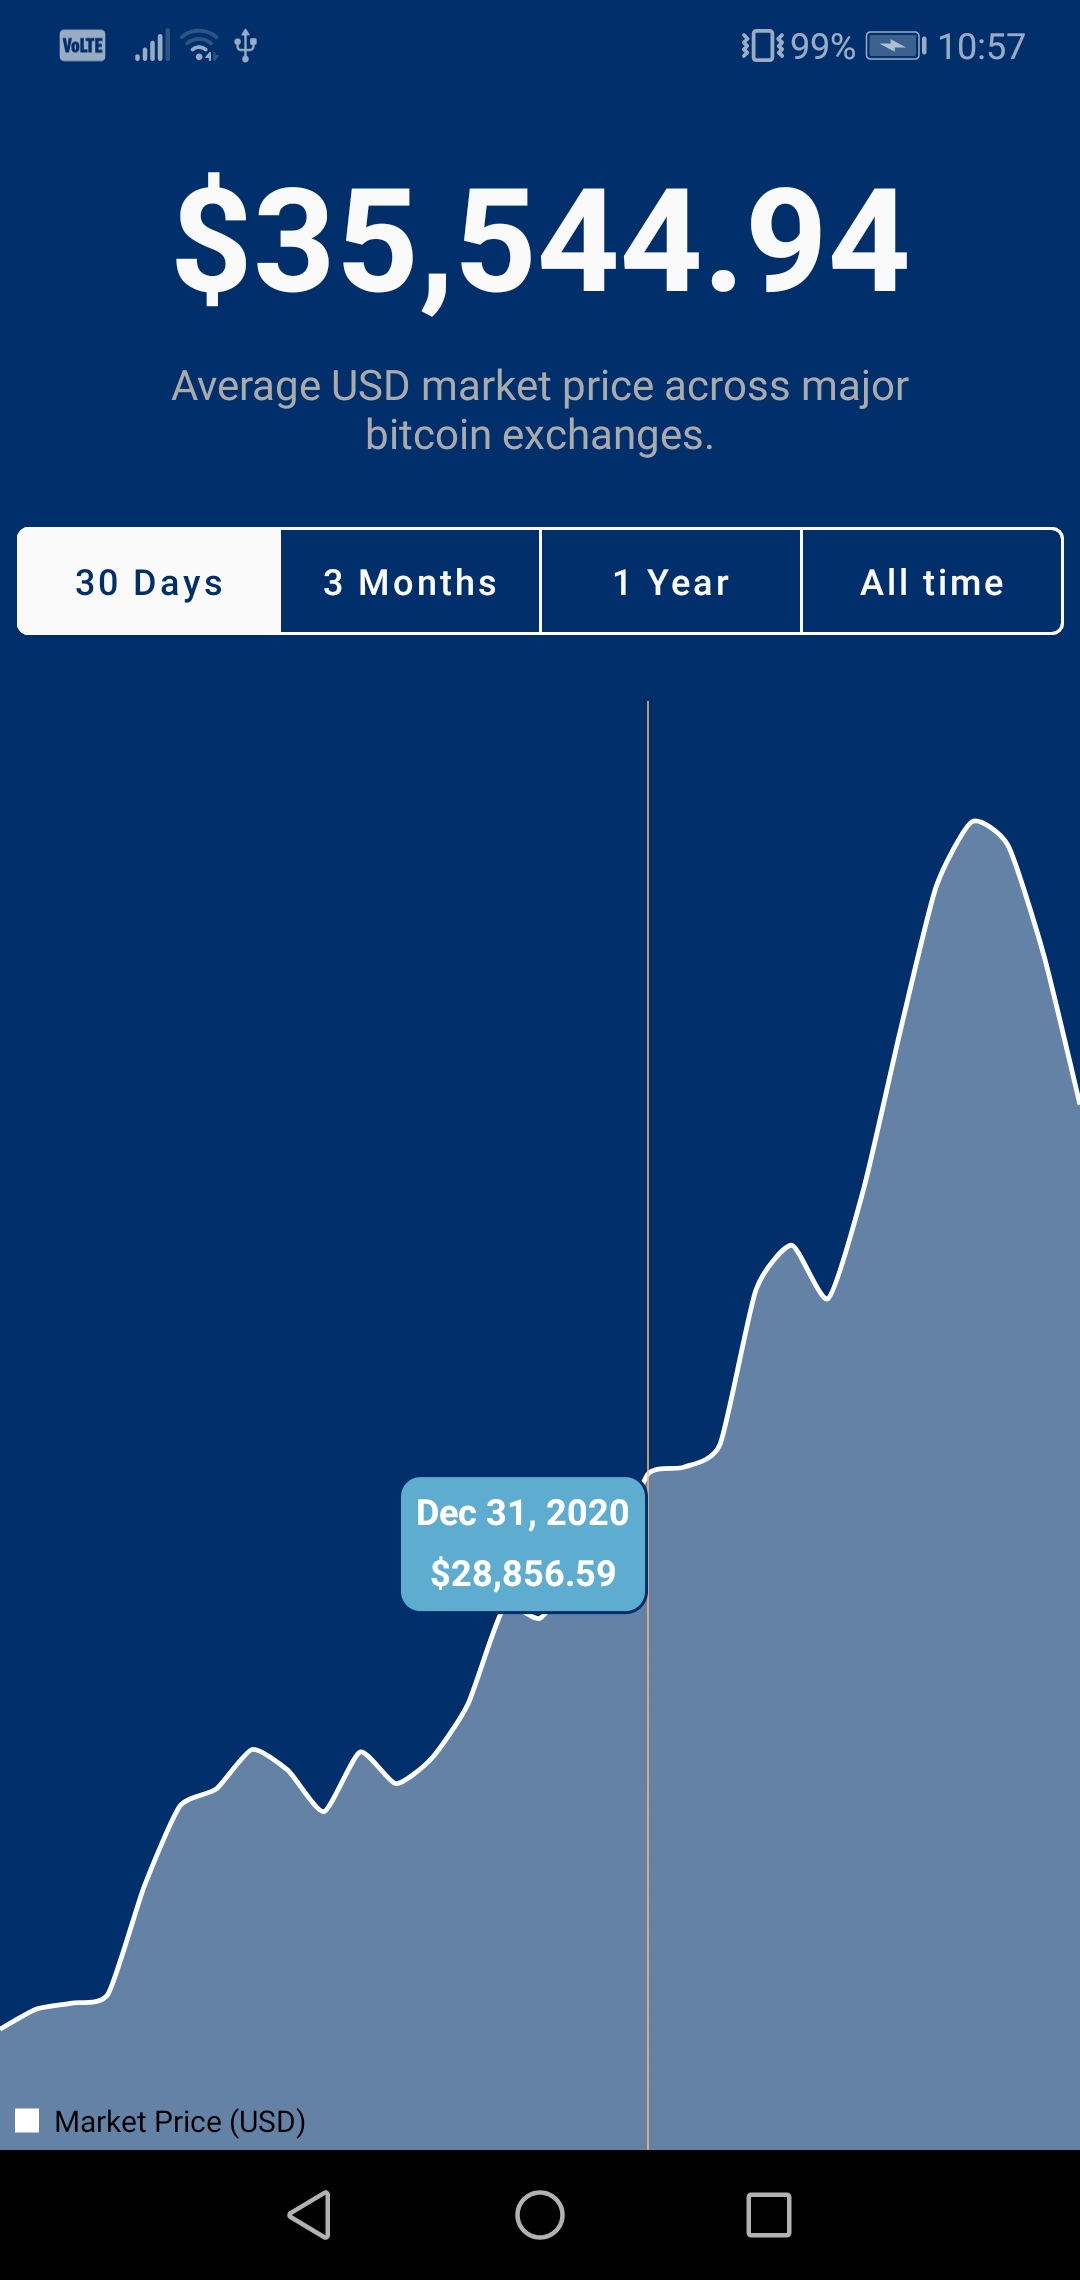 VoLTE 99% 10:57
$35,544.94
Average USD market price across major
bitcoin exchanges.
30 Days 3 Months 1 Year All time
Dec 31, 2020
$28,856.59
Market Price (USD)